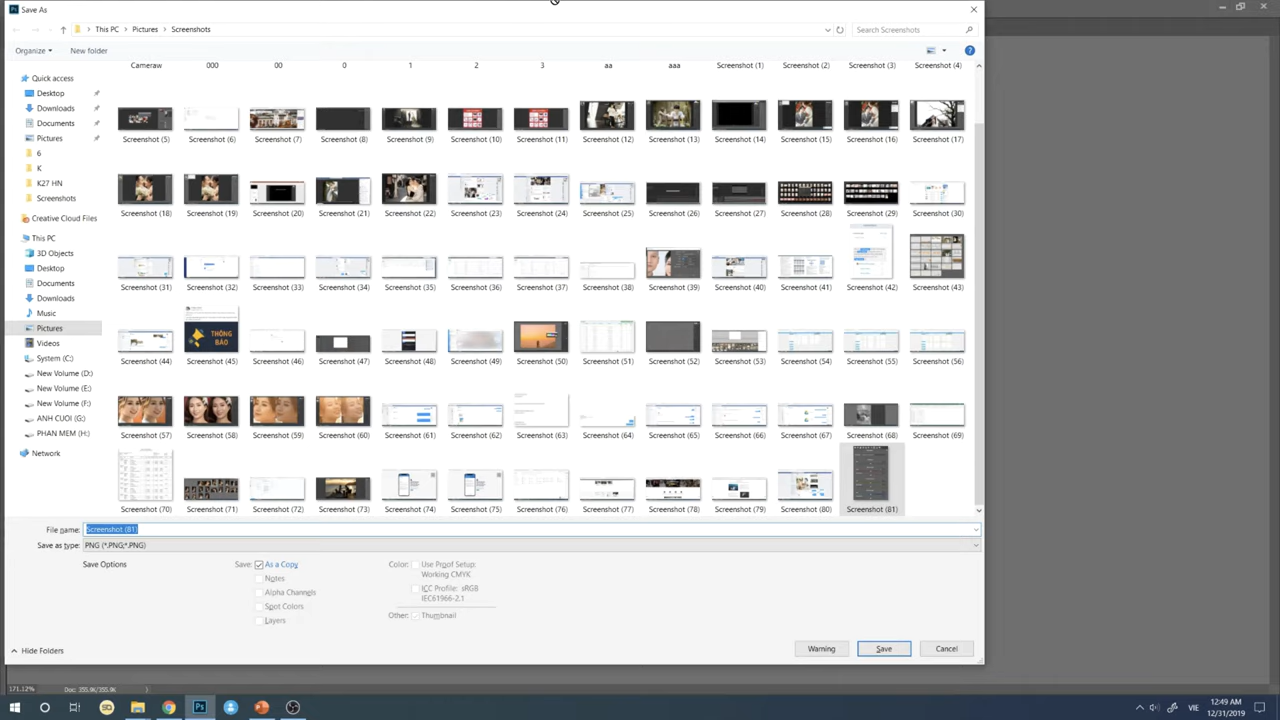 Save As
This PC > Pictures > Screenshots
Search Screenshots
Organize
New folder
Quick access
Desktop
Downloads
Documents
Pictures
6
K
K27 HN
Screenshots
Creative Cloud Files
This PC
3D Objects
Desktop
Documents
Downloads
Music
Pictures
Videos
System (C:)
New Volume (D:)
New Volume (E:)
New Volume (F:)
ANH CUOI (G:)
PHAN MEM (H:)
Network
Cameraw 000 00 0 1 2 3 aa aaa Screenshot (1) Screenshot (2) Screenshot (3) Screenshot (4)
Screenshot (5) Screenshot (6) Screenshot (7) Screenshot (8) Screenshot (9) Screenshot (10) Screenshot (11) Screenshot (12) Screenshot (13) Screenshot (14) Screenshot (15) Screenshot (16) Screenshot (17)
Screenshot (18) Screenshot (19) Screenshot (20) Screenshot (21) Screenshot (22) Screenshot (23) Screenshot (24) Screenshot (25) Screenshot (26) Screenshot (27) Screenshot (28) Screenshot (29) Screenshot (30)
Screenshot (31) Screenshot (32) Screenshot (33) Screenshot (34) Screenshot (35) Screenshot (36) Screenshot (37) Screenshot (38) Screenshot (39) Screenshot (40) Screenshot (41) Screenshot (42) Screenshot (43)
THÔNG
BÁO
Screenshot (44) Screenshot (45) Screenshot (46) Screenshot (47) Screenshot (48) Screenshot (49) Screenshot (50) Screenshot (51) Screenshot (52) Screenshot (53) Screenshot (54) Screenshot (55) Screenshot (56)
Screenshot (57) Screenshot (58) Screenshot (59) Screenshot (60) Screenshot (61) Screenshot (62) Screenshot (63) Screenshot (64) Screenshot (65) Screenshot (66) Screenshot (67) Screenshot (68) Screenshot (69)
Screenshot (70) Screenshot (71) Screenshot (72) Screenshot (73) Screenshot (74) Screenshot (75) Screenshot (76) Screenshot (77) Screenshot (78) Screenshot (79) Screenshot (80) Screenshot (81)
File name: Screenshot (81)
Save as type: PNG (*.PNG;*.PNG)
Save Options
Save: As a Copy
Notes
Alpha Channels
Spot Colors
Layers
Color: Use Proof Setup:
Working CMYK
ICC Profile: sRGB
IEC61966-2.1
Other: Thumbnail
Hide Folders
Warning
Save
Cancel
171.12%
Doc: 355.0K/355.0K
Ps
VIE
12:49 AM
12/31/2019